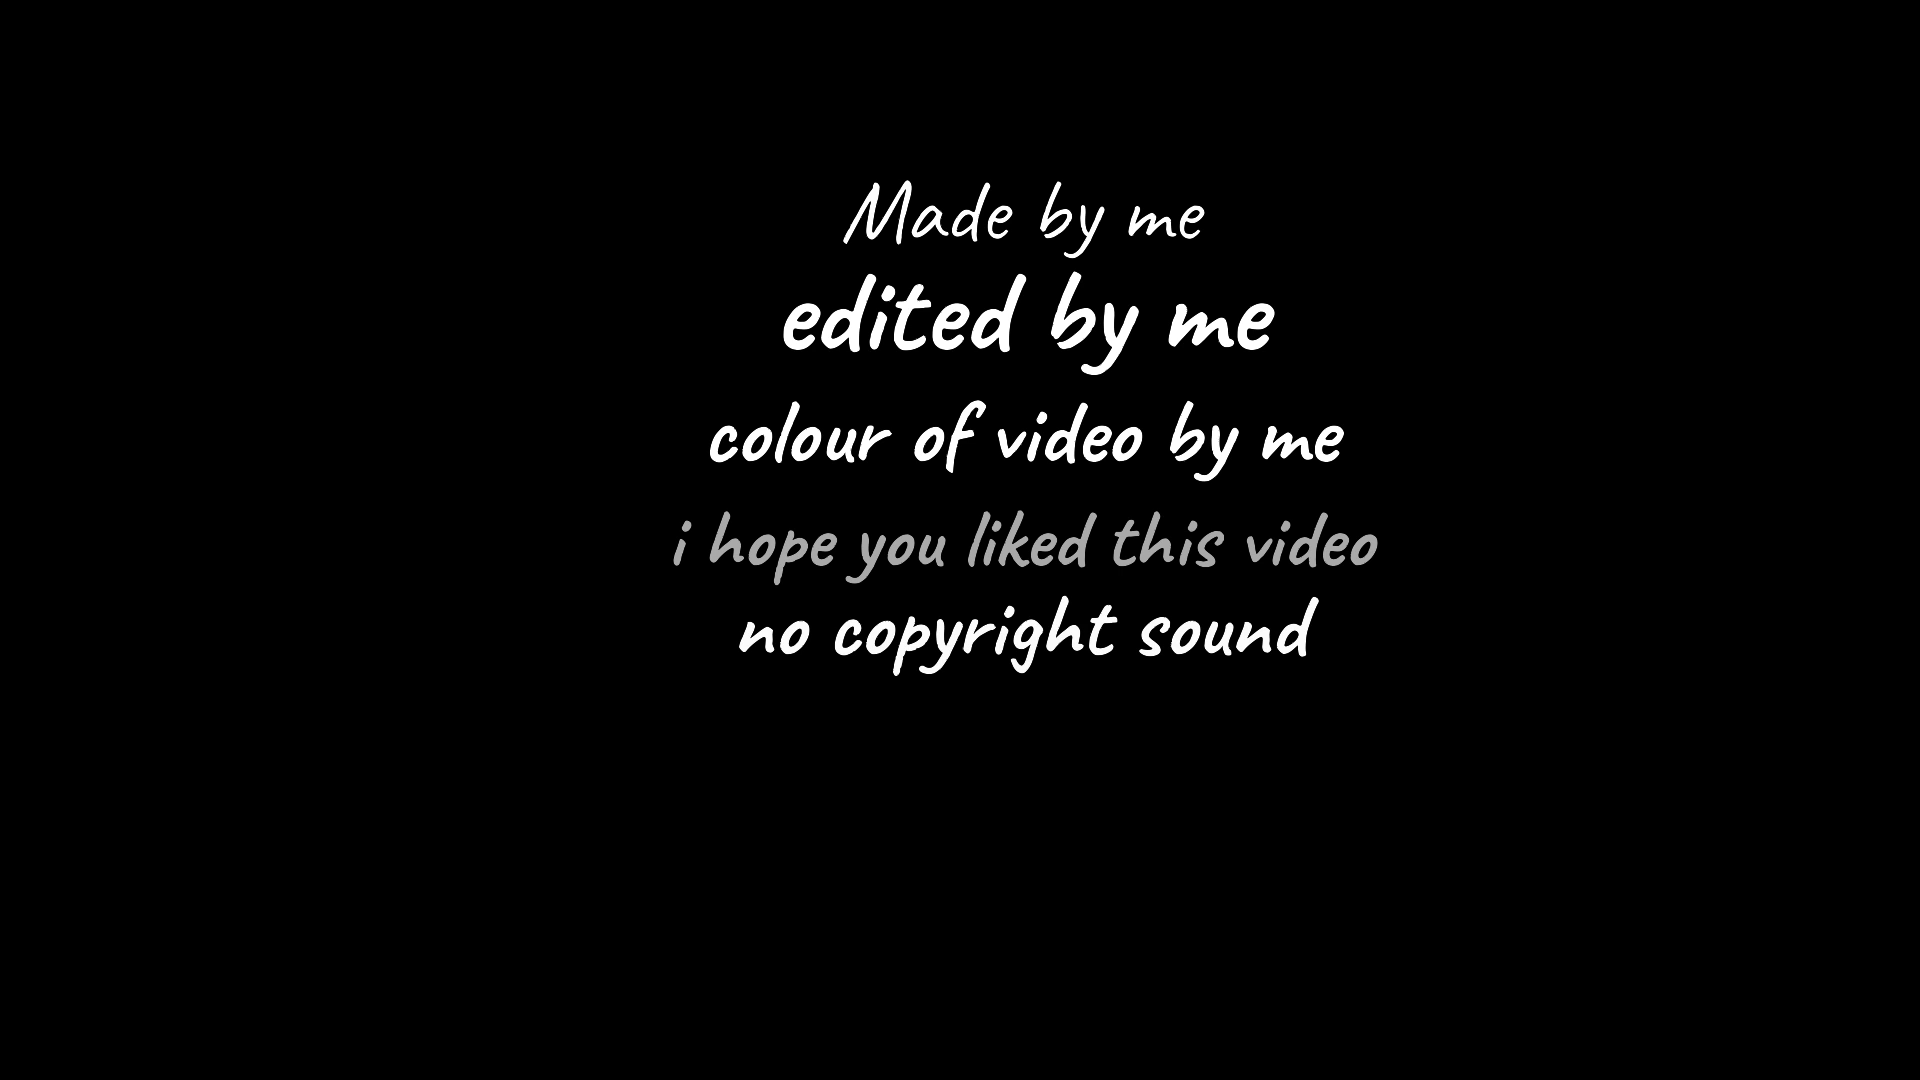 Made by me
edited by me
colour of video by me
i hope you liked this video
no copyright sound